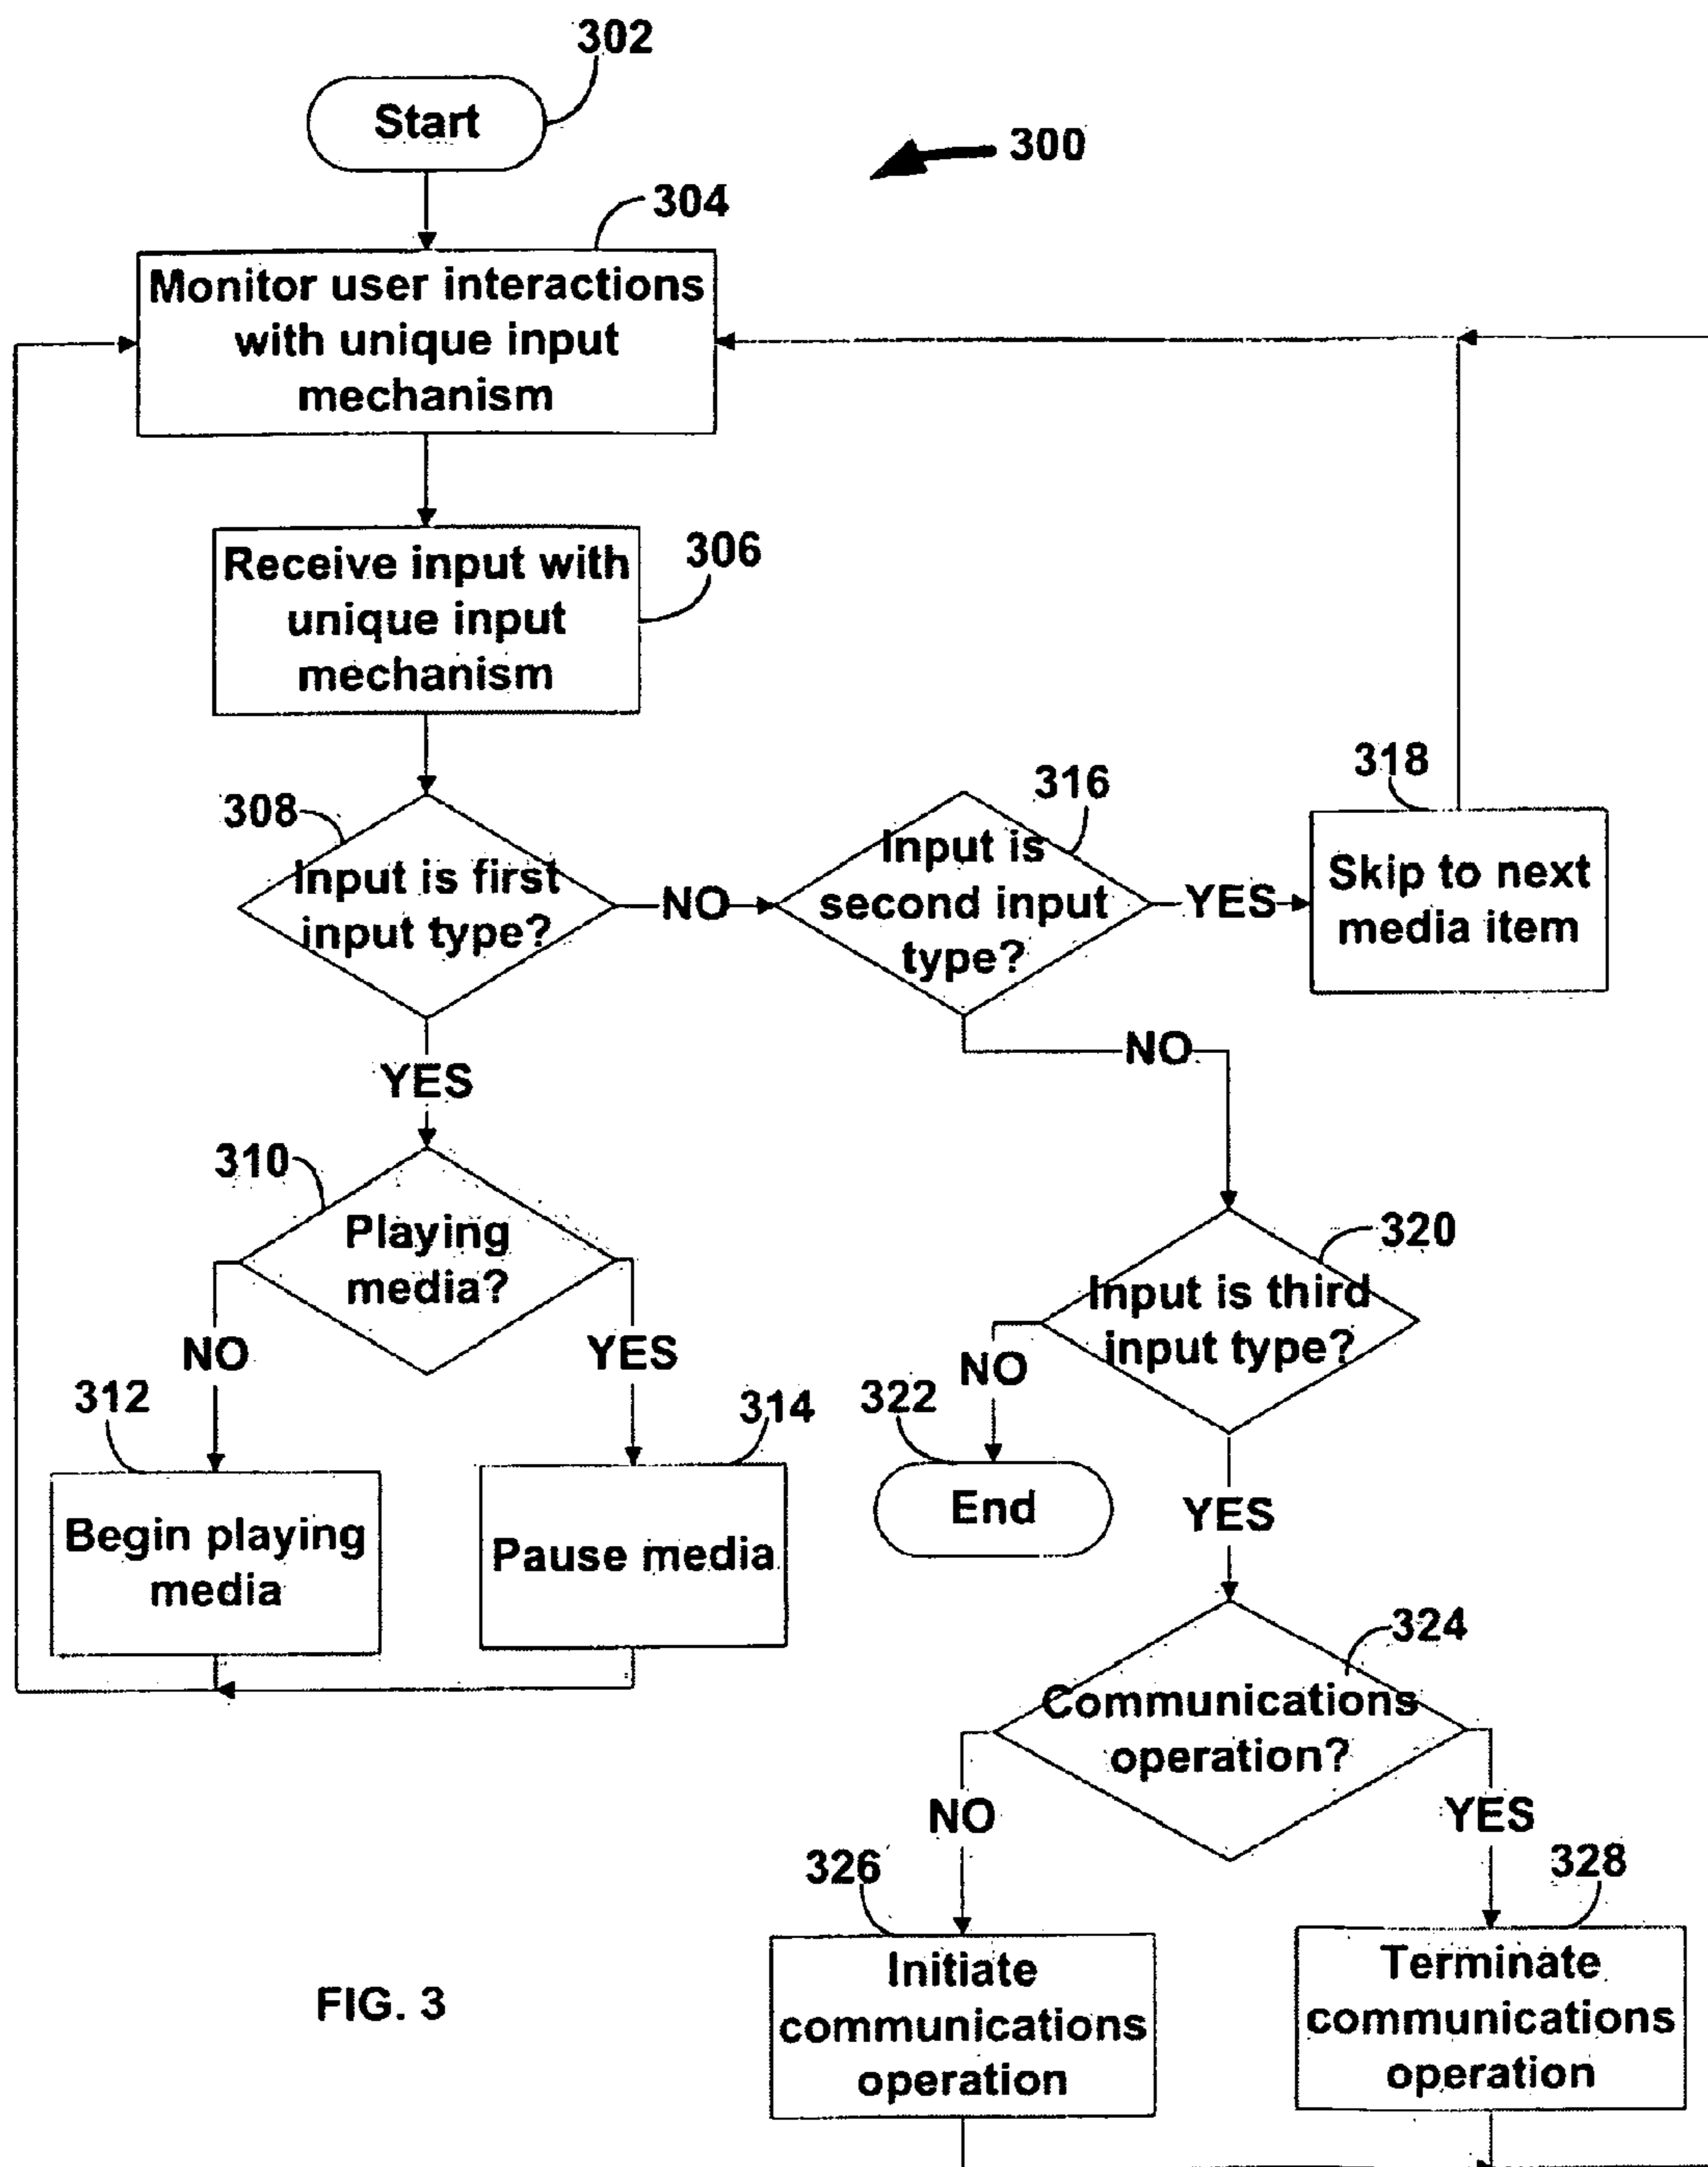 302
Start
300
304
Monitor user interactions
with unique input
mechanism
306
Receive input with
unique input
mechanism
308
Input is first
input type?
NO
316
Input is
second input
type?
YES
318
Skip to next
media item
YES
NO
310
Playing
media?
NO
YES
320
Input is third
input type?
NO
YES
312
Begin playing
media
314
Pause media
322
End
324
Communications
operation?
NO
YES
326
Initiate
communications
operation
328
Terminate
communications
operation
FIG. 3